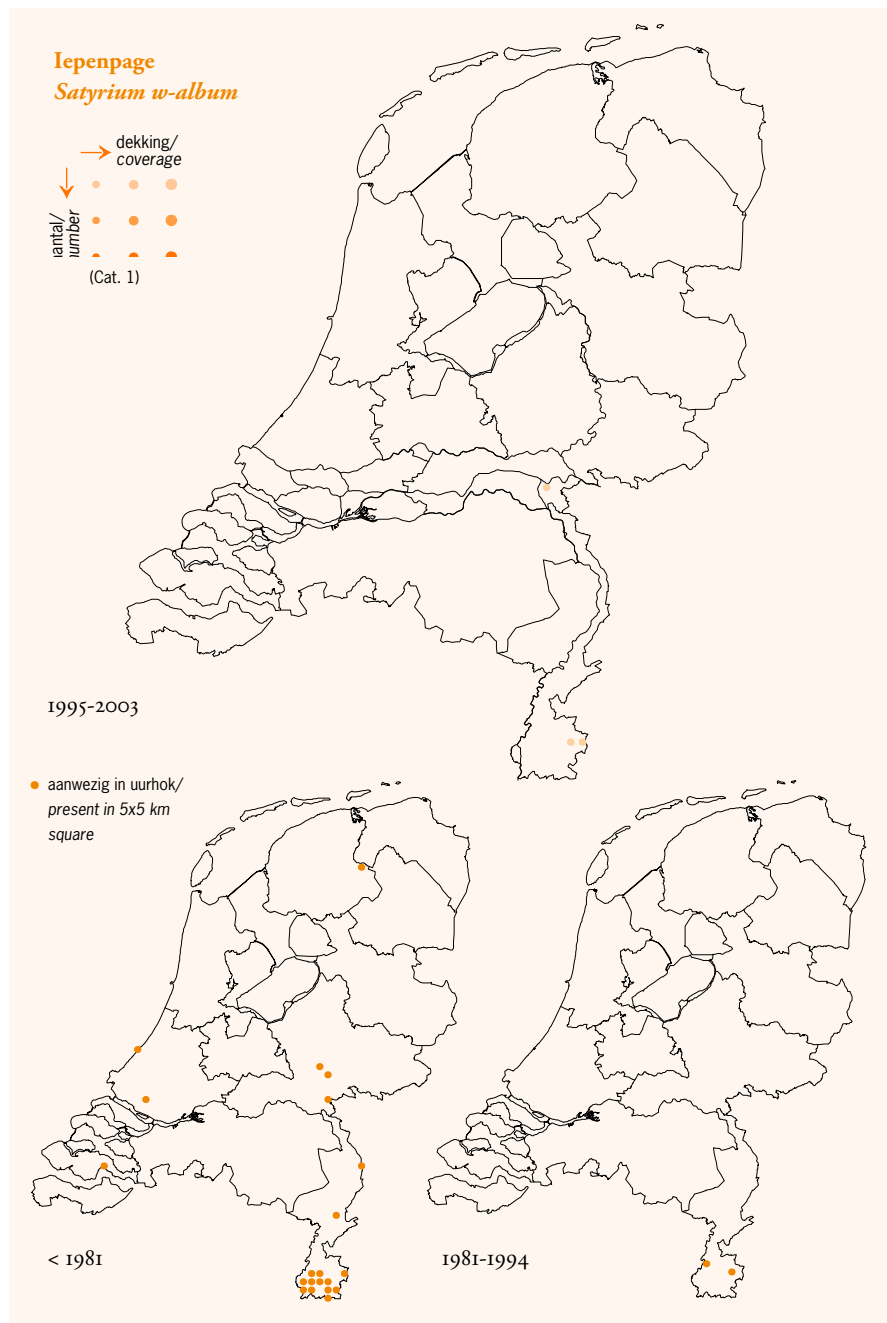 Iepenpage
Satyrium w-album
dekking/
coverage
(Cat. 1)
1995-2003
aanwezig in uurhok/
present in 5x5 km
square
< 1981
1981-1994